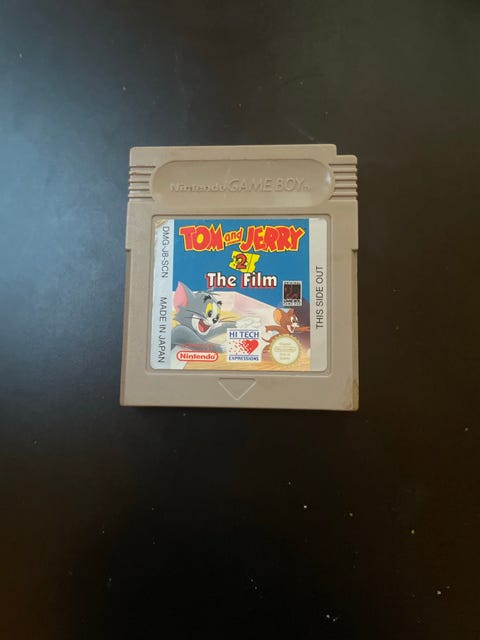 Nintendo GAME BOY™
TOM and JERRY
2
The Film
DMG-J8-SCN
MADE IN JAPAN
THIS SIDE OUT
Nintendo
HI TECH
EXPRESSIONS